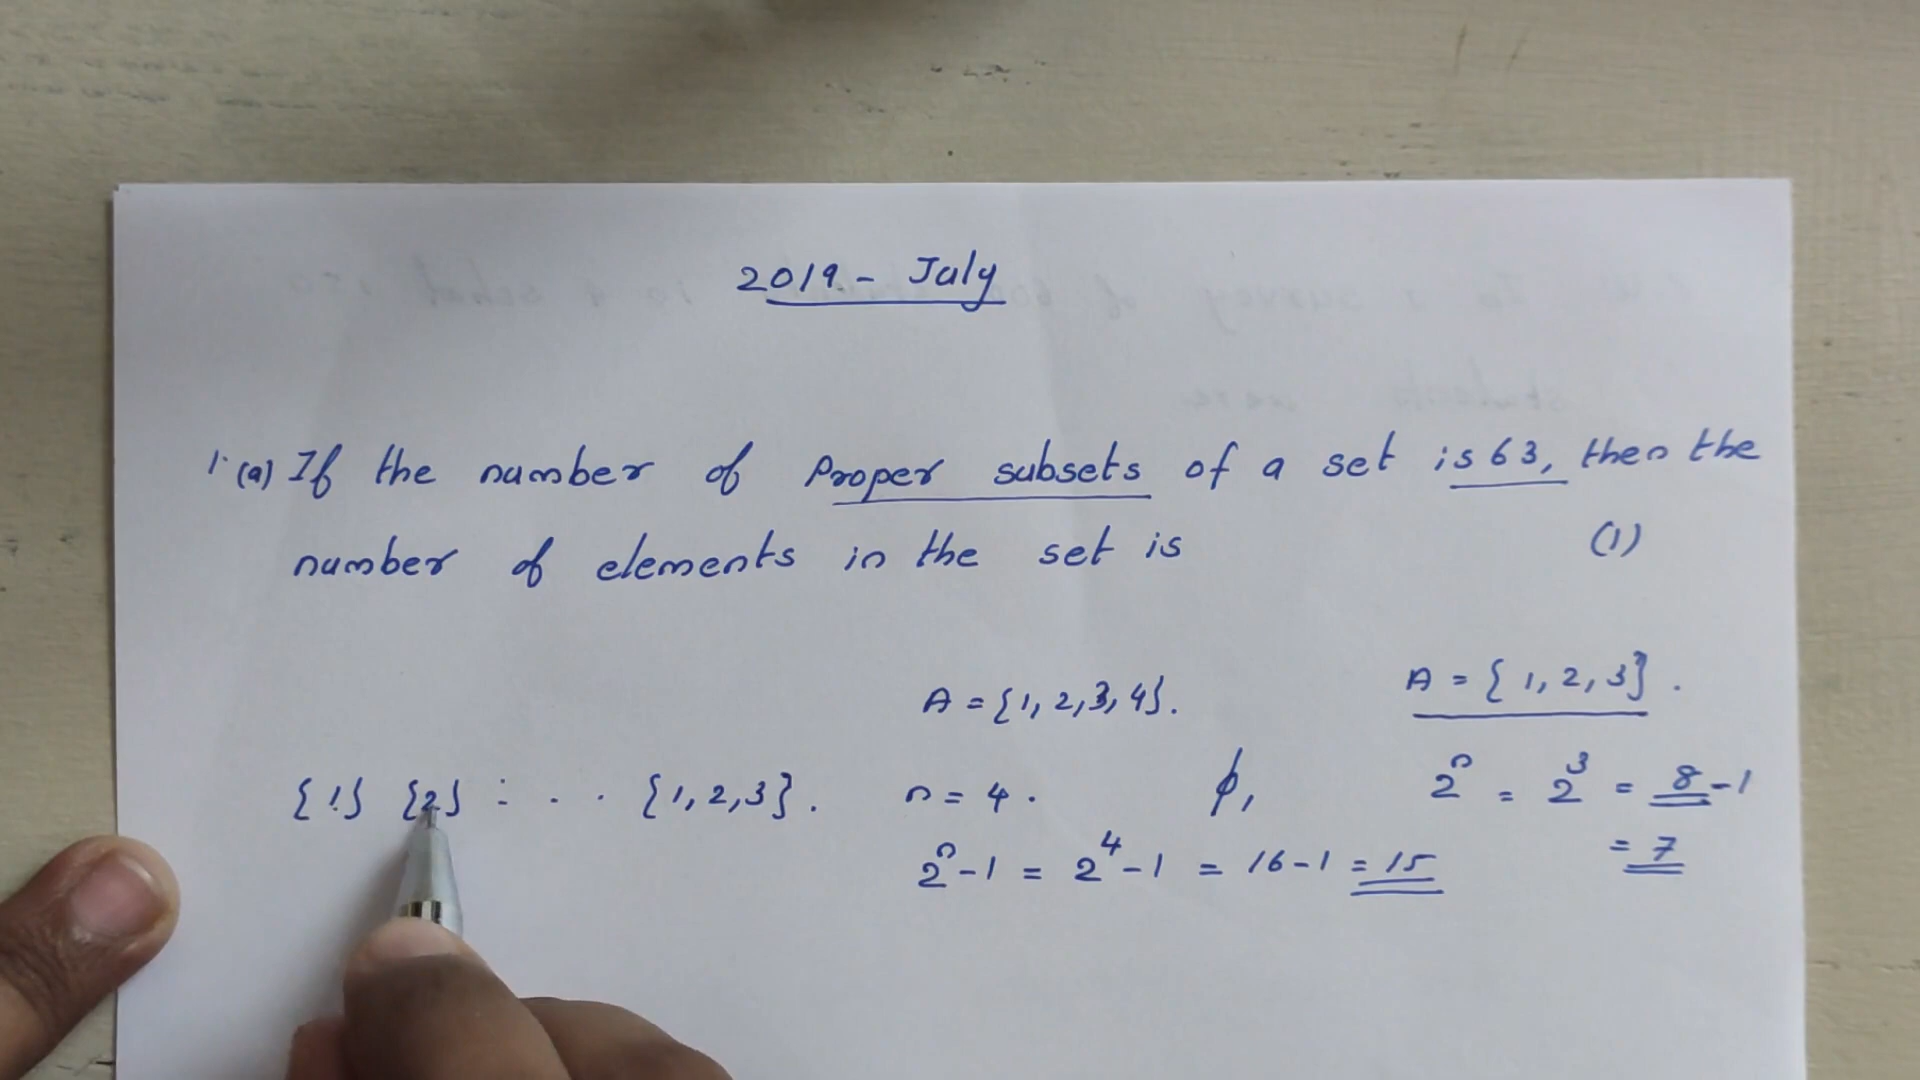 2019 - July
1. (a) If the number of Proper subsets of a set is 63, then the
number of elements in the set is (1)
A = {1, 2, 3, 4}.
A = {1, 2, 3}.
{1} {2} : . . {1, 2, 3}.
n = 4.
ϕ,
2ⁿ = 2³ = 8 - 1
= 7
2ⁿ - 1 = 2⁴ - 1 = 16 - 1 = 15